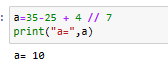 : a=35-25 + 4 // 7
print("a=",a)
a= 10